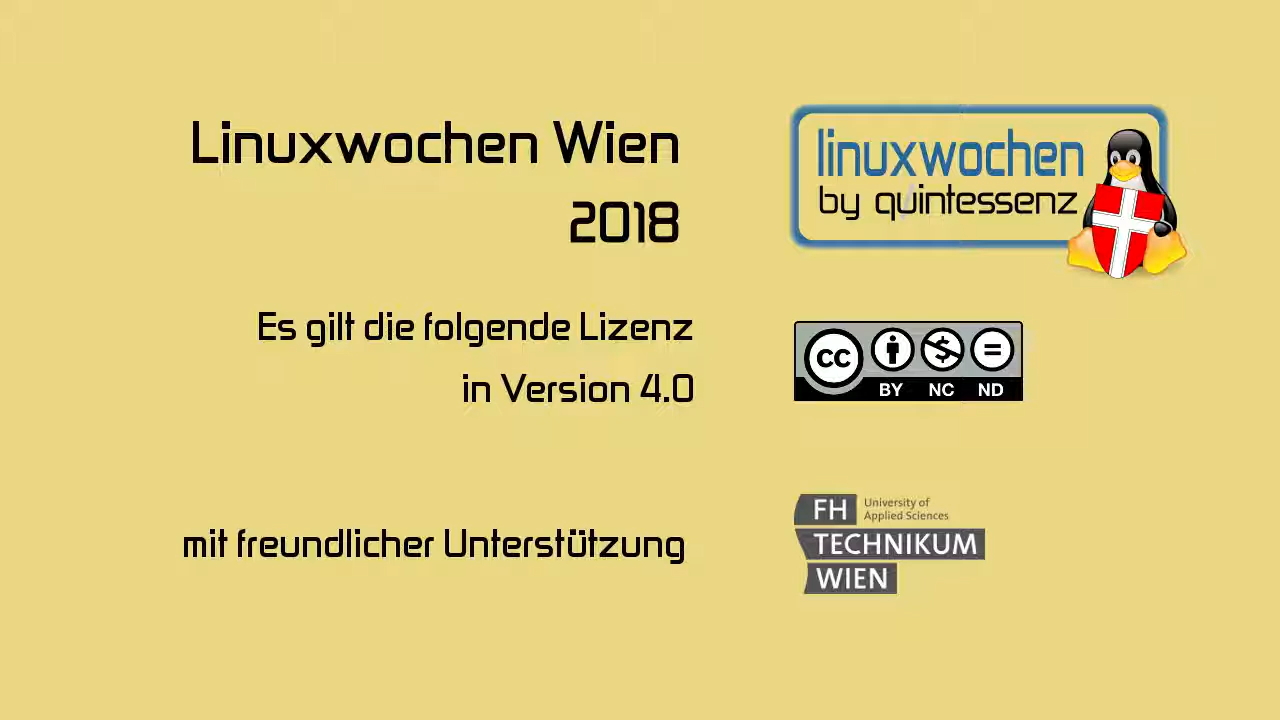 Linuxwochen Wien
2018
linuxwochen
by quintessenz
Es gilt die folgende Lizenz
in Version 4.0
cc
BY NC ND
mit freundlicher Unterstützung
FH University of
Applied Sciences
TECHNIKUM
WIEN